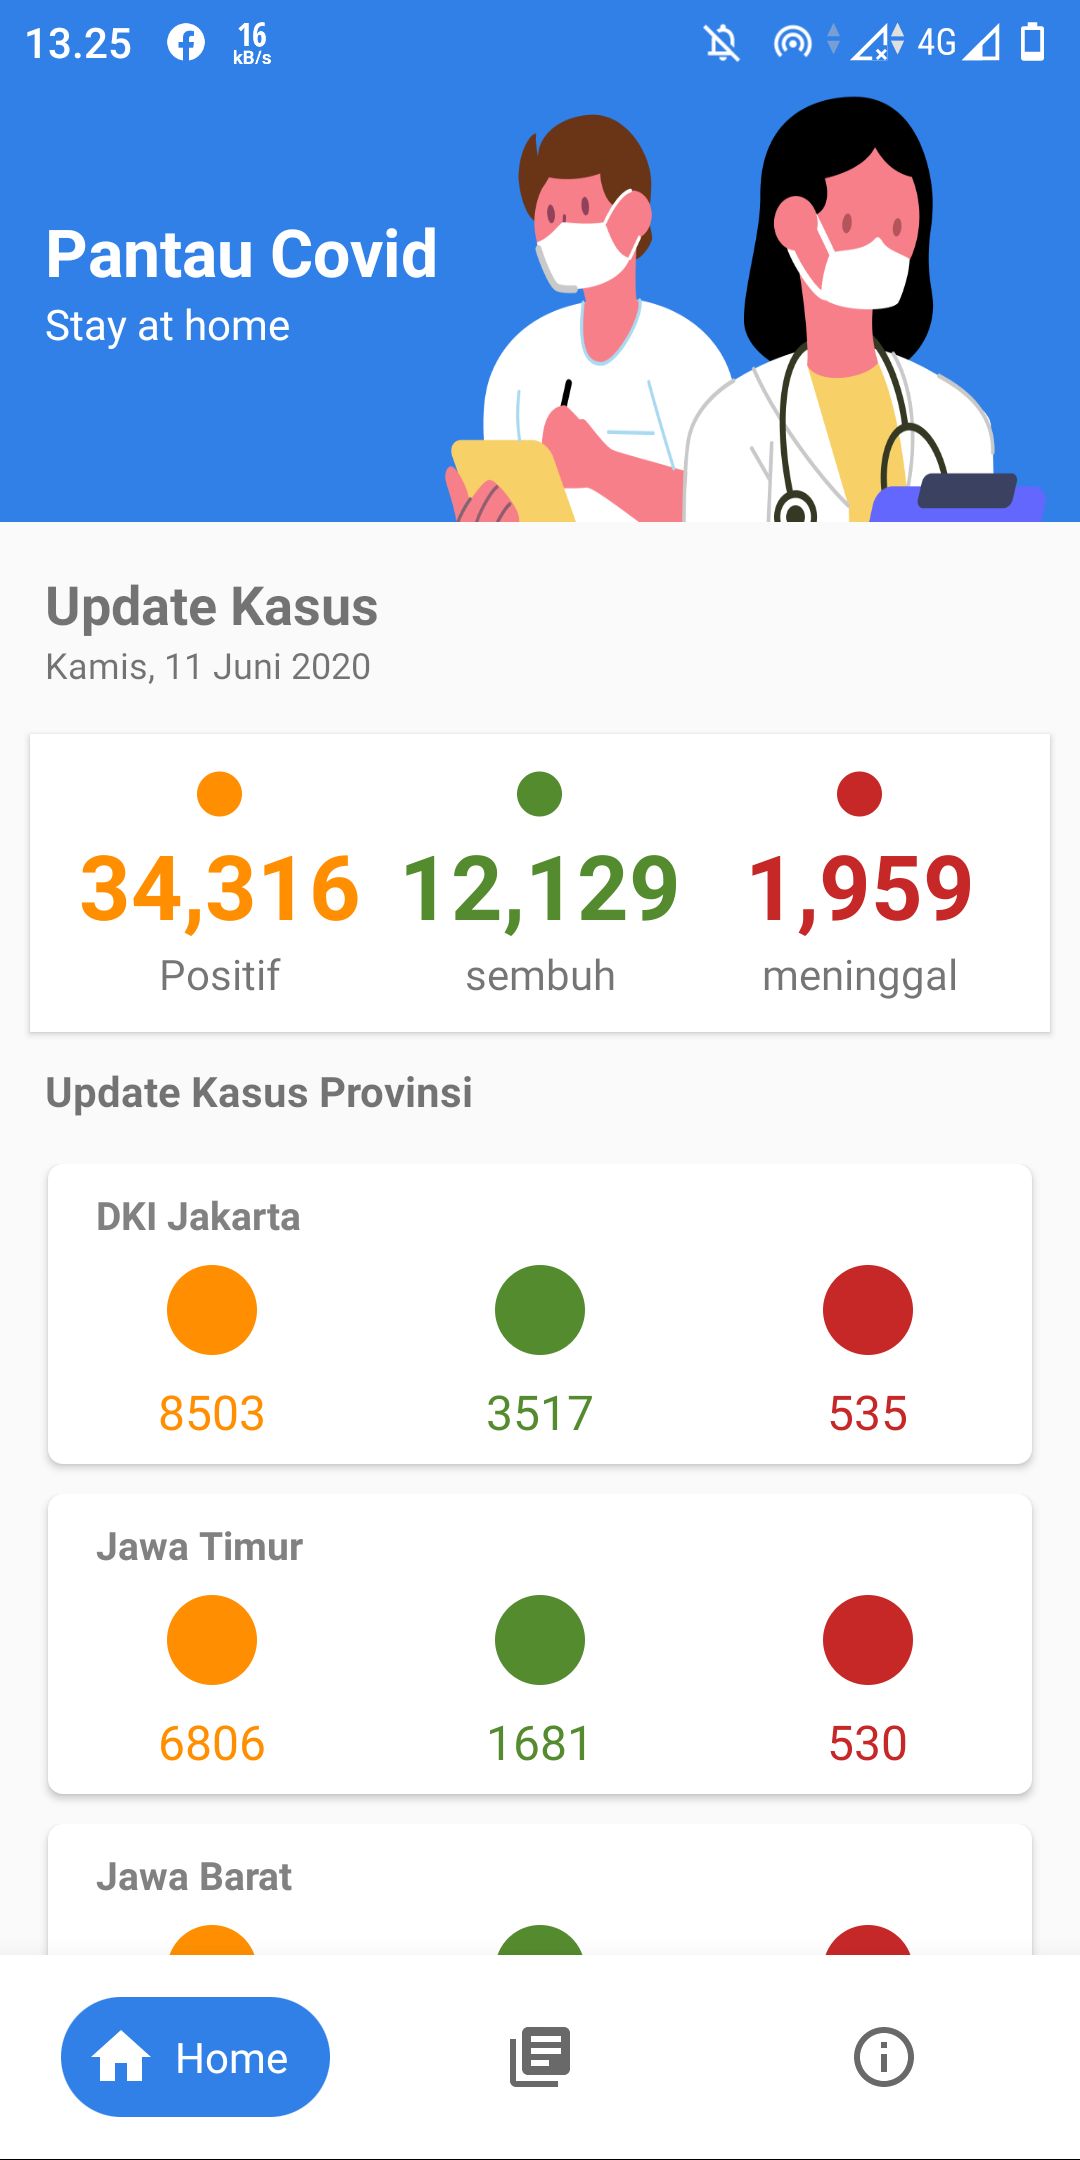 13.25 16 kB/s 4G
Pantau Covid
Stay at home
Update Kasus
Kamis, 11 Juni 2020
34,316 12,129 1,959
Positif sembuh meninggal
Update Kasus Provinsi
DKI Jakarta
8503 3517 535
Jawa Timur
6806 1681 530
Jawa Barat
Home